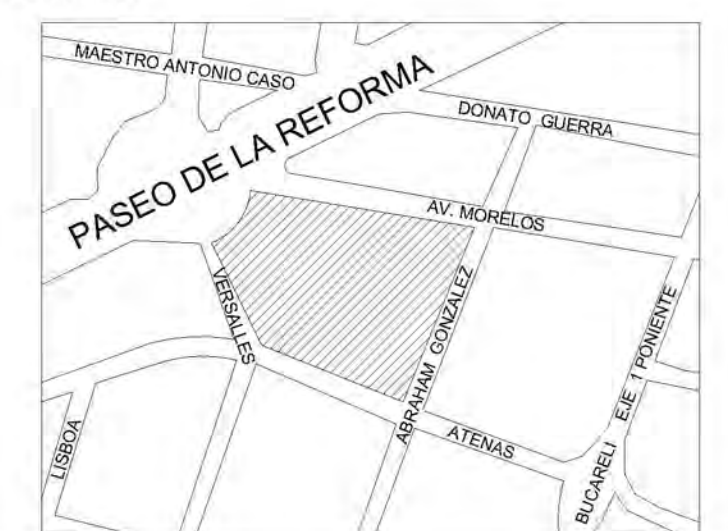 MAESTRO ANTONIO CASO
PASEO DE LA REFORMA
DONATO GUERRA
AV. MORELOS
VERSALLES
ABRAHAM GONZALEZ
EJE 1 PONIENTE
BUCARELI
ATENAS
LISBOA